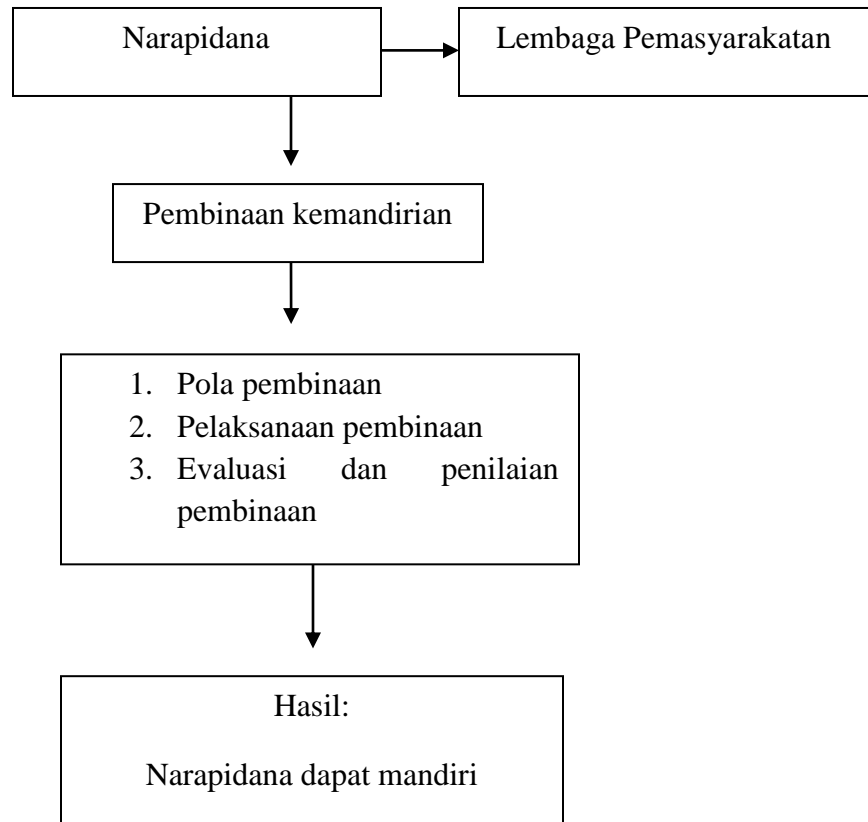 Narapidana
Lembaga Pemasyarakatan
Pembinaan kemandirian
1. Pola pembinaan
2. Pelaksanaan pembinaan
3. Evaluasi dan penilaian
pembinaan
Hasil:
Narapidana dapat mandiri